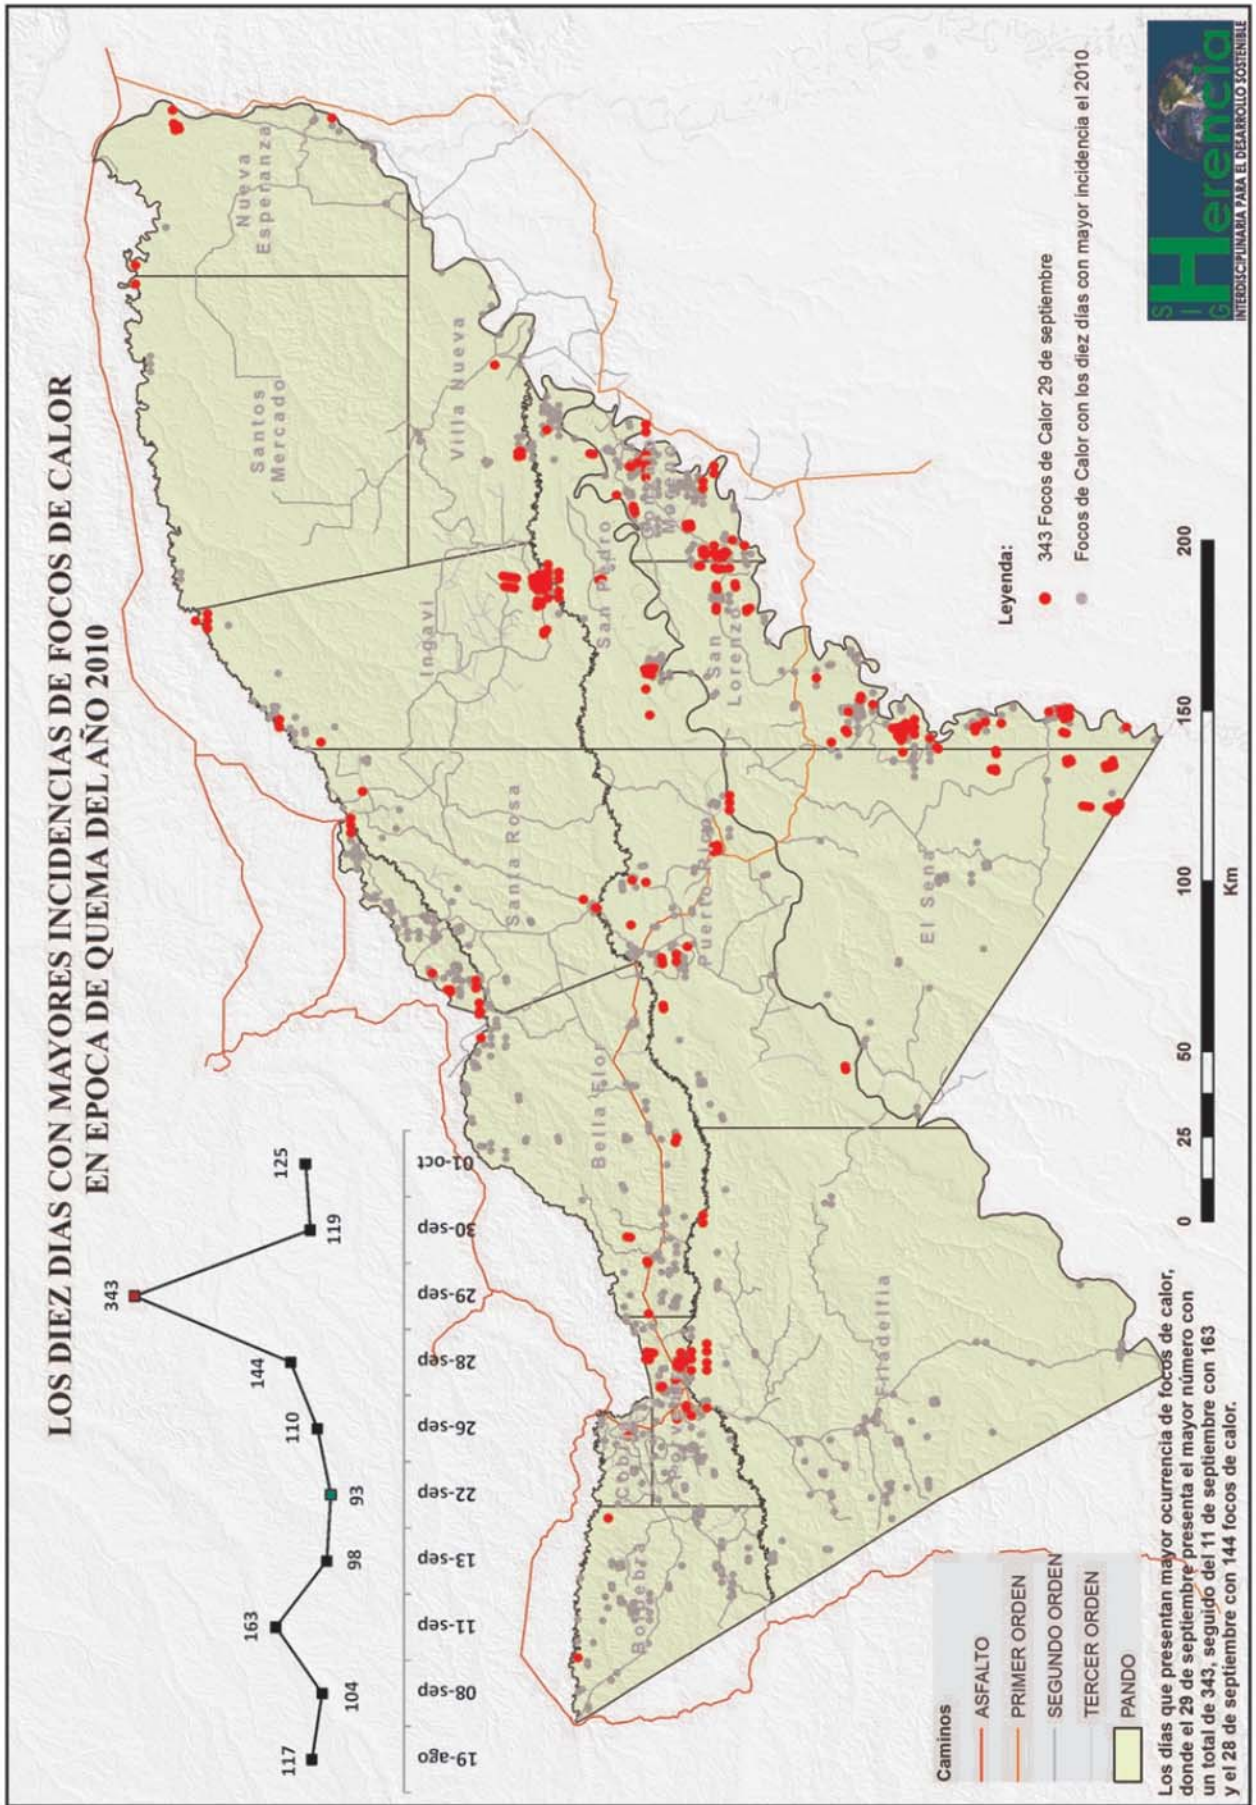 LOS DIEZ DIAS CON MAYORES INCIDENCIAS DE FOCOS DE CALOR
EN EPOCA DE QUEMA DEL AÑO 2010
117
104
163
98
93
110
144
343
119
125
19-ago
08-sep
11-sep
13-sep
22-sep
26-sep
28-sep
29-sep
30-sep
01-oct
Nueva
Esperanza
Santos
Mercado
Villa Nueva
Ingavi
San Pedro
Moreno
San
Lorenzo
Santa Rosa
Puerto Rico
El Sena
Bella Flor
Filadelfia
Bolpebra
Leyenda:
343 Focos de Calor 29 de septiembre
Focos de Calor con los diez días con mayor incidencia el 2010
Caminos
ASFALTO
PRIMER ORDEN
SEGUNDO ORDEN
TERCER ORDEN
PANDO
0 25 50 100 150 200
Km
Los días que presentan mayor ocurrencia de focos de calor,
donde el 29 de septiembre presenta el mayor número con
un total de 343, seguido del 11 de septiembre con 163
y el 28 de septiembre con 144 focos de calor.
SIG
Herencia
INTERDISCIPLINARIA PARA EL DESARROLLO SOSTENIBLE